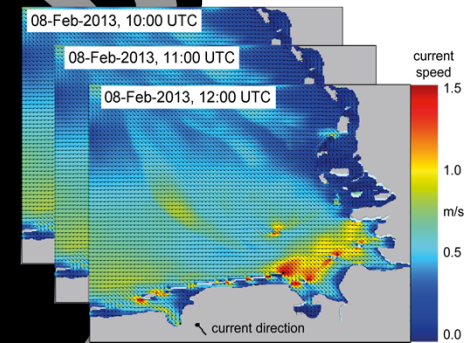 08-Feb-2013, 10:00 UTC
08-Feb-2013, 11:00 UTC
08-Feb-2013, 12:00 UTC
current
speed
1.5
1.0
m/s
0.5
0.0
current direction